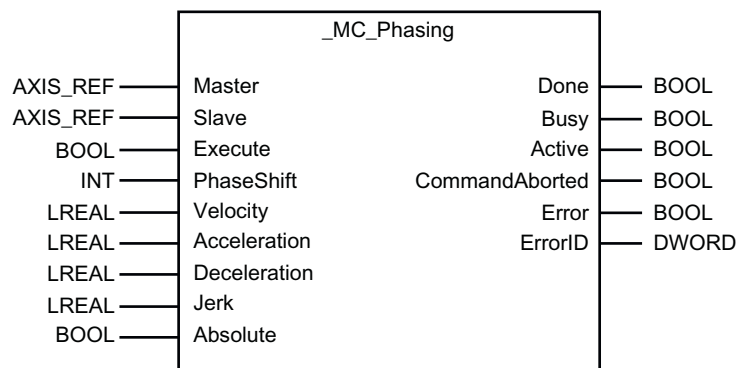 _MC_Phasing
AXIS_REF Master Done BOOL
AXIS_REF Slave Busy BOOL
BOOL Execute Active BOOL
INT PhaseShift CommandAborted BOOL
LREAL Velocity Error BOOL
LREAL Acceleration ErrorID DWORD
LREAL Deceleration
LREAL Jerk
BOOL Absolute